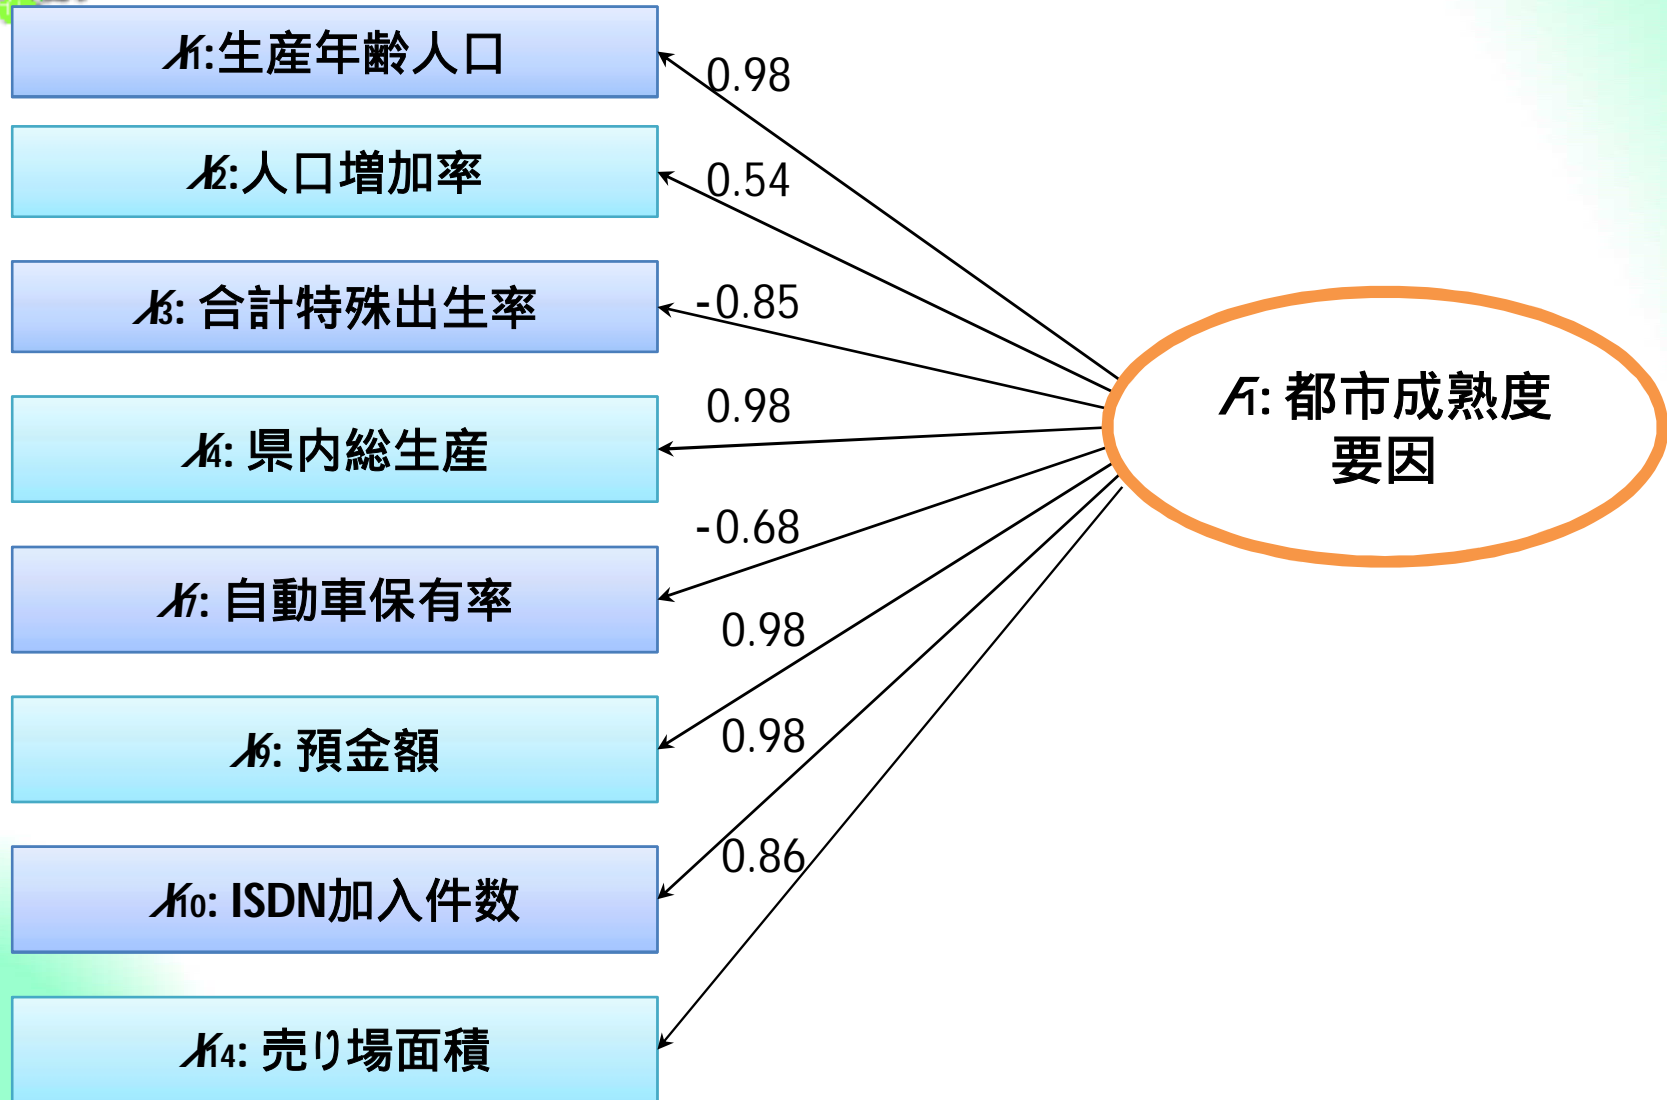 X1:生産年齢人口
0.98
X2:人口増加率
0.54
X3: 合計特殊出生率
-0.85
X4: 県内総生産
0.98
X7: 自動車保有率
-0.68
X9: 預金額
0.98
X10: ISDN加入件数
0.98
X14: 売り場面積
0.86
F1: 都市成熟度
要因